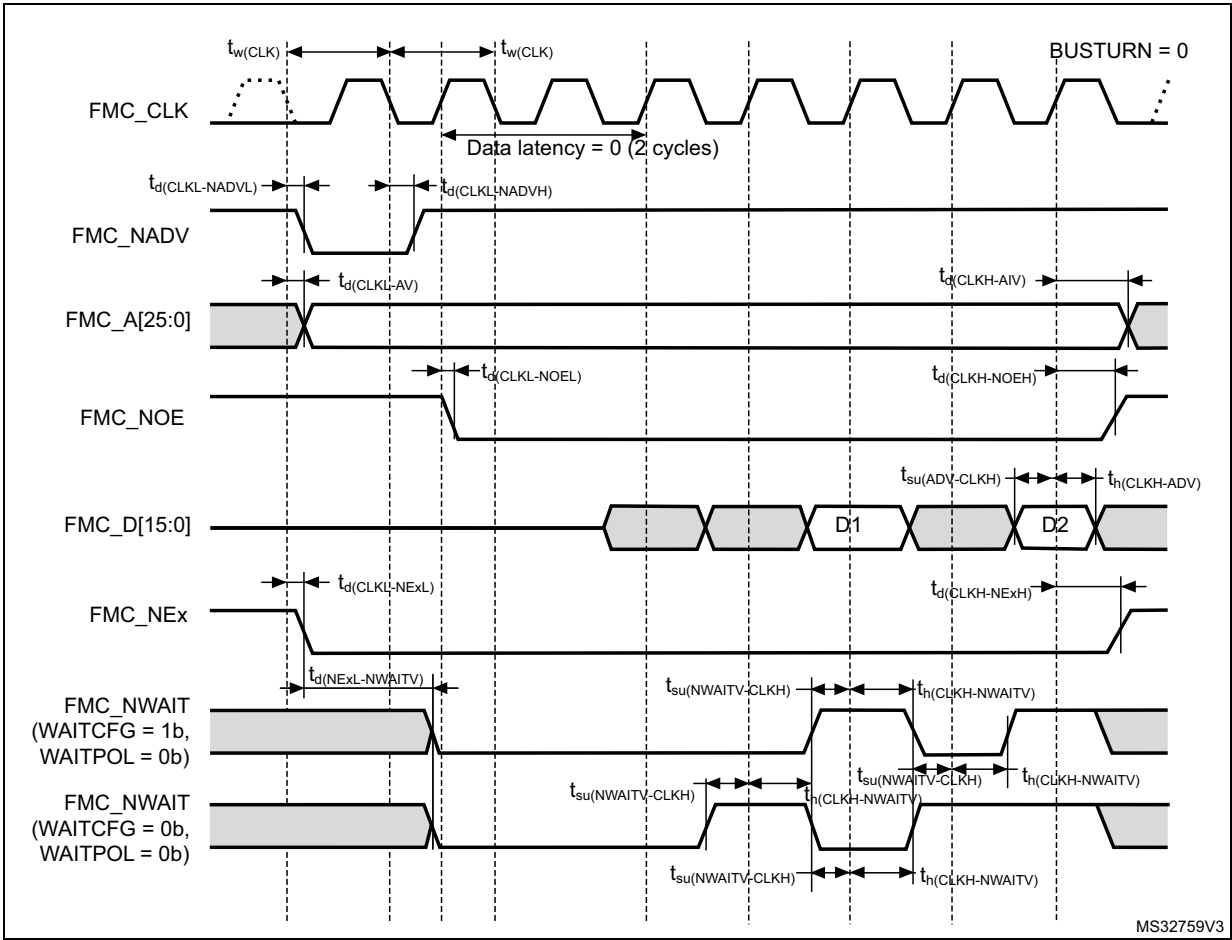 tw(CLK) tw(CLK) BUSTURN = 0
FMC_CLK
Data latency = 0 (2 cycles)
td(CLKL-NADVL) td(CLKL-NADVH)
FMC_NADV
td(CLKL-AV) td(CLKH-AIV)
FMC_A[25:0]
td(CLKL-NOEL) td(CLKH-NOEH)
FMC_NOE
tsu(ADV-CLKH) th(CLKH-ADV)
FMC_D[15:0] D1 D2
td(CLKL-NExL) td(CLKH-NExH)
FMC_NEx
td(NExL-NWAITV) tsu(NWAITV-CLKH) th(CLKH-NWAITV)
FMC_NWAIT
(WAITCFG = 1b,
WAITPOL = 0b)
tsu(NWAITV-CLKH) th(CLKH-NWAITV) tsu(NWAITV-CLKH) th(CLKH-NWAITV)
FMC_NWAIT
(WAITCFG = 0b,
WAITPOL = 0b)
tsu(NWAITV-CLKH) th(CLKH-NWAITV)
MS32759V3